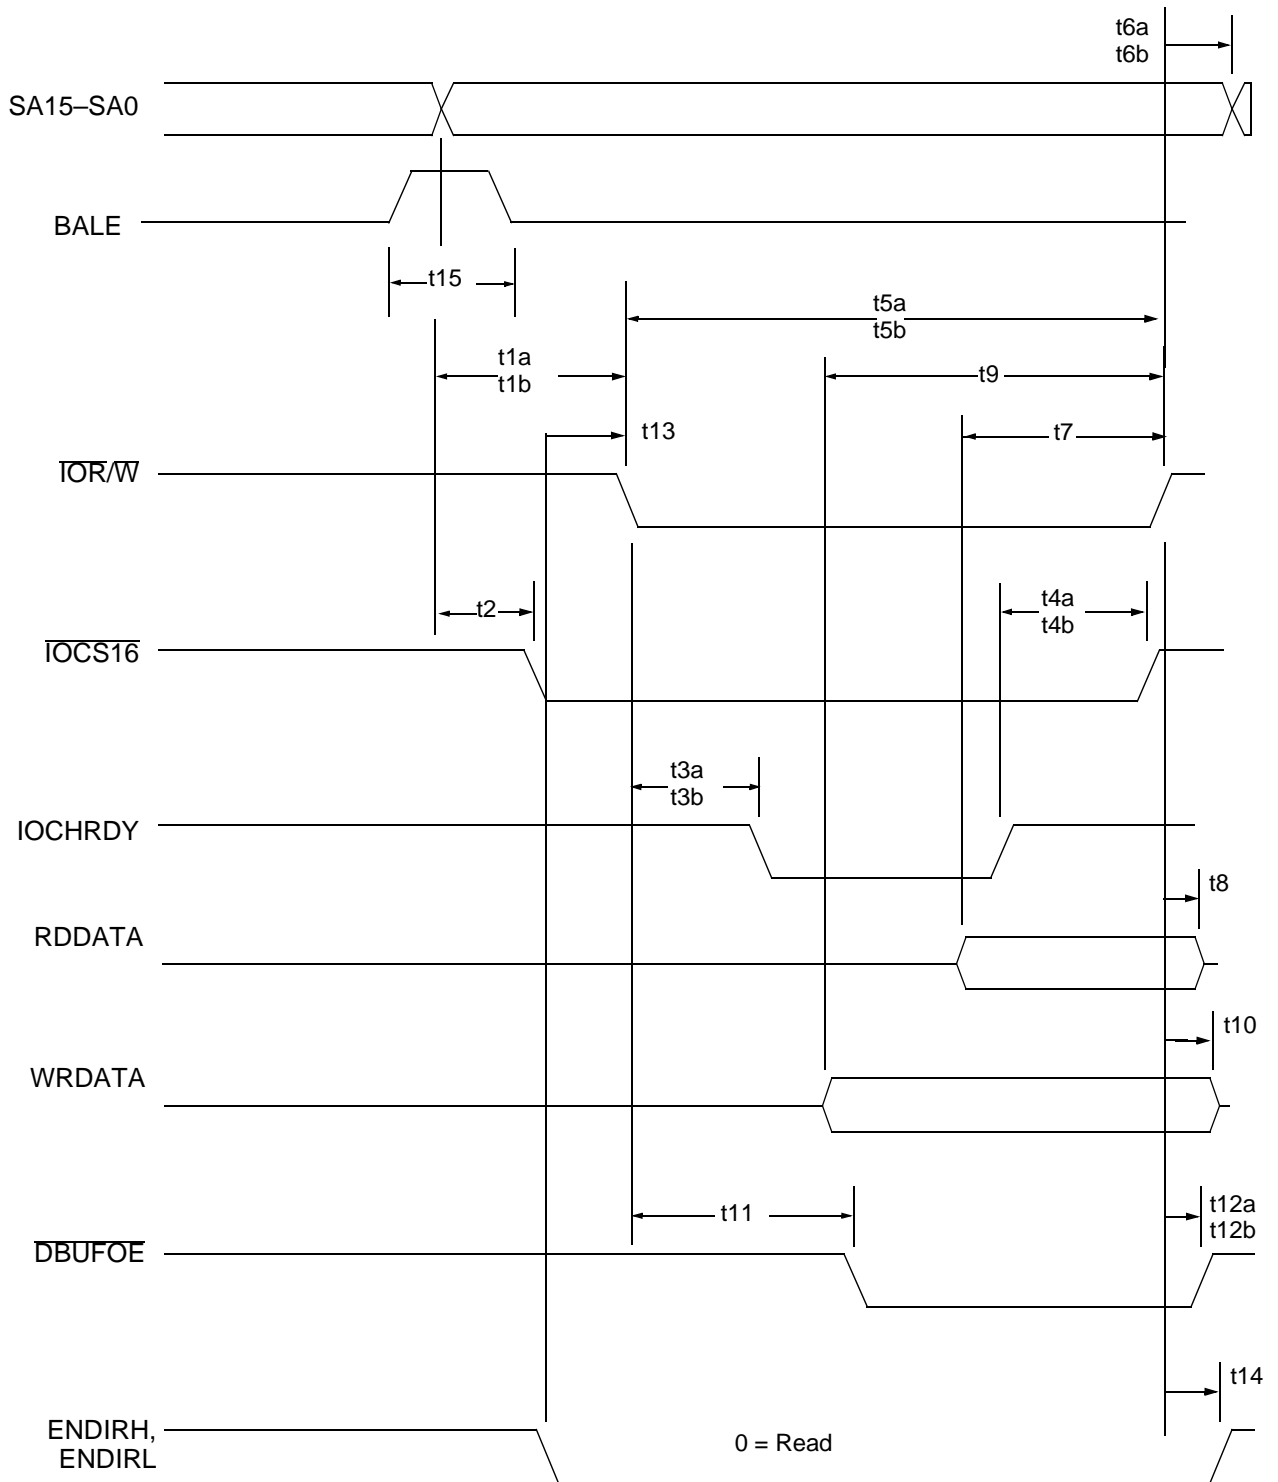 t6a
t6b
SA15–SA0
BALE
t15
t5a
t5b
t1a
t1b
t9
t13
t7
IOR/W
t2
t4a
t4b
IOCS16
t3a
t3b
IOCHRDY
t8
RDDATA
t10
WRDATA
t11
t12a
t12b
DBUFOE
t14
ENDIRH,
ENDIRL
0 = Read